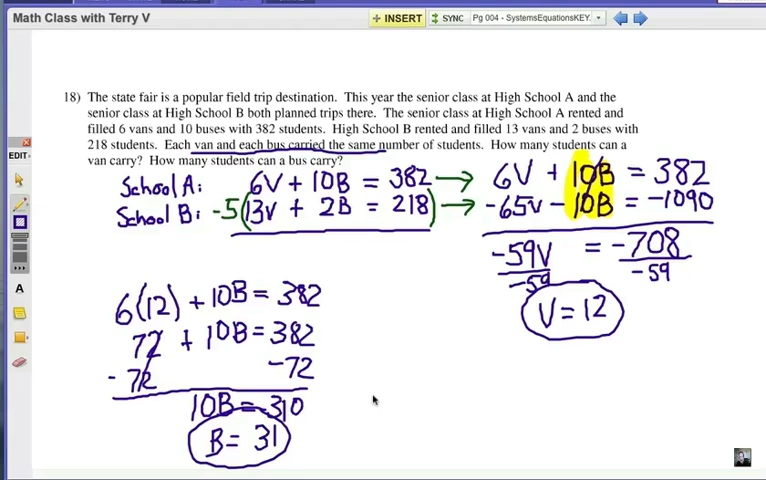 Math Class with Terry V
INSERT
SYNC
Pg 004 - SystemsEquationsKEY.
18) The state fair is a popular field trip destination. This year the senior class at High School A and the
senior class at High School B both planned trips there. The senior class at High School A rented and
filled 6 vans and 10 buses with 382 students. High School B rented and filled 13 vans and 2 buses with
218 students. Each van and each bus carried the same number of students. How many students can a
van carry? How many students can a bus carry?
EDIT
A
School A: 6V + 10B = 382 →
School B: -5(13V + 2B = 218) →
6V + 10B = 382
-65V - 10B = -1090
-59V = -708
-59 -59
V = 12
6(12) + 10B = 382
72 + 10B = 382
- 72 -72
10B = 310
B = 31